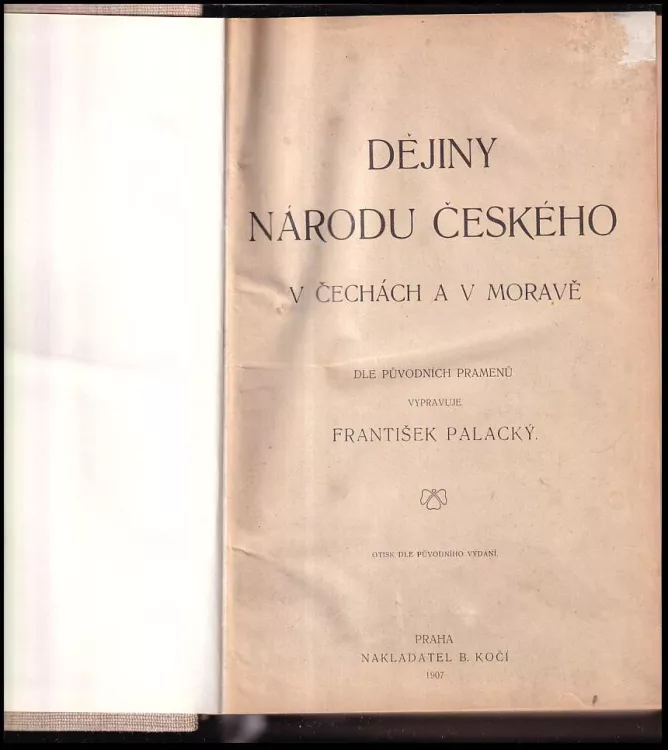 DĚJINY
NÁRODU ČESKÉHO
V ČECHÁCH A V MORAVĚ
DLE PŮVODNÍCH PRAMENŮ
VYPRAVUJE
FRANTIŠEK PALACKÝ.
OTISK DLE PŮVODNÍHO VYDÁNÍ.
PRAHA
NAKLADATEL B. KOČÍ
1907